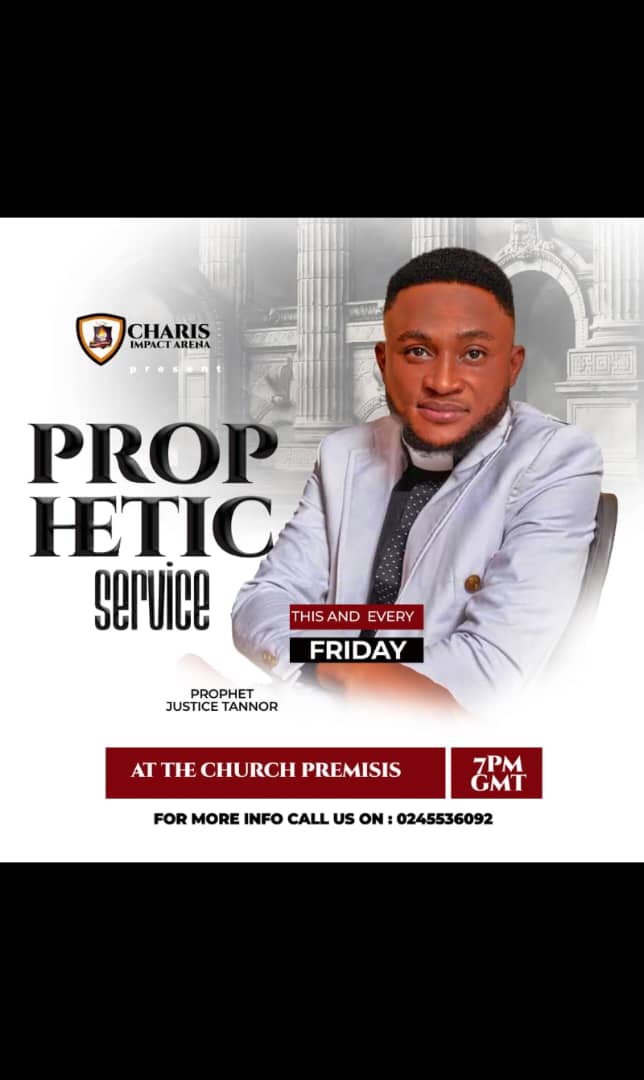 CHARIS
IMPACT ARENA
present
PROP
HETIC
service
THIS AND EVERY
FRIDAY
PROPHET
JUSTICE TANNOR
AT THE CHURCH PREMISIS
7PM
GMT
FOR MORE INFO CALL US ON : 0245536092